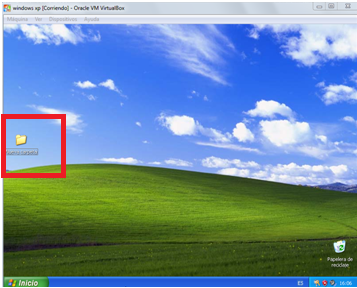 windows xp [Corriendo] - Oracle VM VirtualBox
Máquina Ver Dispositivos Ayuda
Papelera de
reciclaje
Inicio
ES
16:06